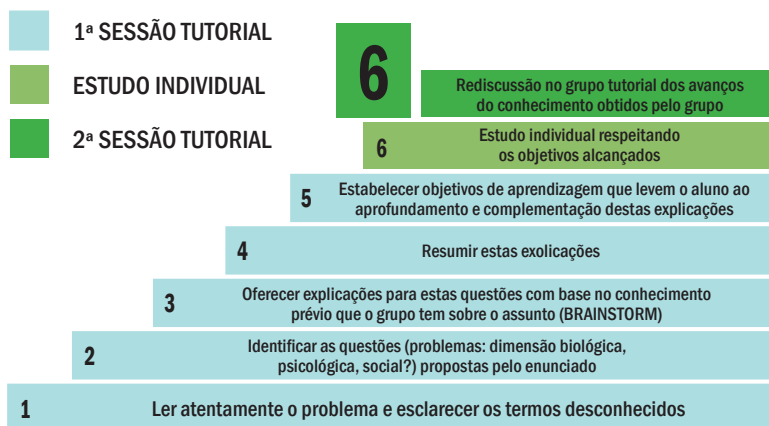 1ª SESSÃO TUTORIAL
ESTUDO INDIVIDUAL
2ª SESSÃO TUTORIAL
6
Rediscussão no grupo tutorial dos avanços
do conhecimento obtidos pelo grupo
6
Estudo individual respeitando
os objetivos alcançados
5
Estabelecer objetivos de aprendizagem que levem o aluno ao
aprofundamento e complementação destas explicações
4
Resumir estas exolicações
3
Oferecer explicações para estas questões com base no conhecimento
prévio que o grupo tem sobre o assunto (BRAINSTORM)
2
Identificar as questões (problemas: dimensão biológica,
psicológica, social?) propostas pelo enunciado
1
Ler atentamente o problema e esclarecer os termos desconhecidos